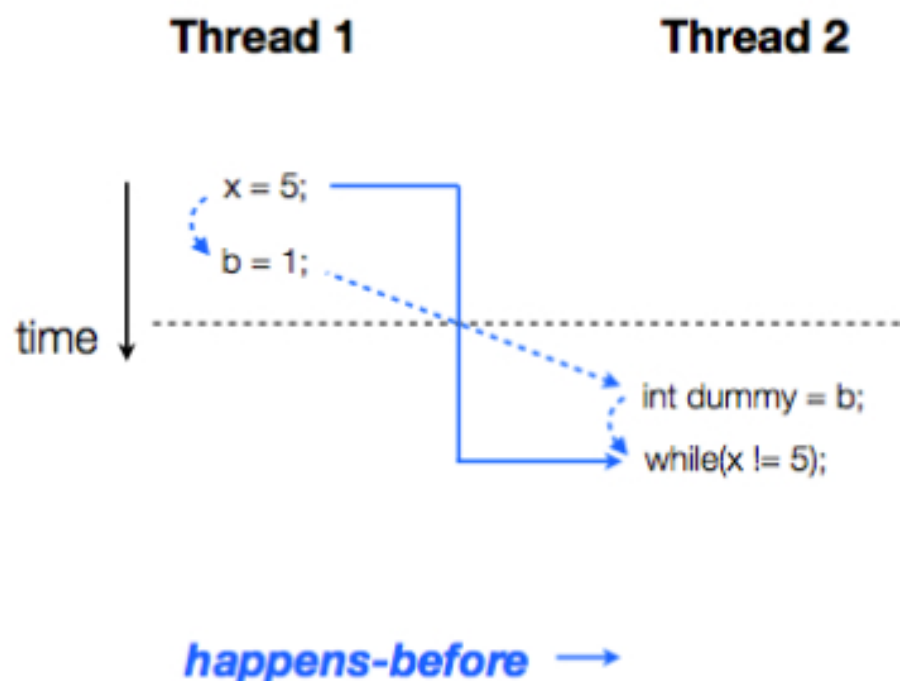 Thread 1 Thread 2
x = 5;
b = 1;
time
int dummy = b;
while(x != 5);
happens-before